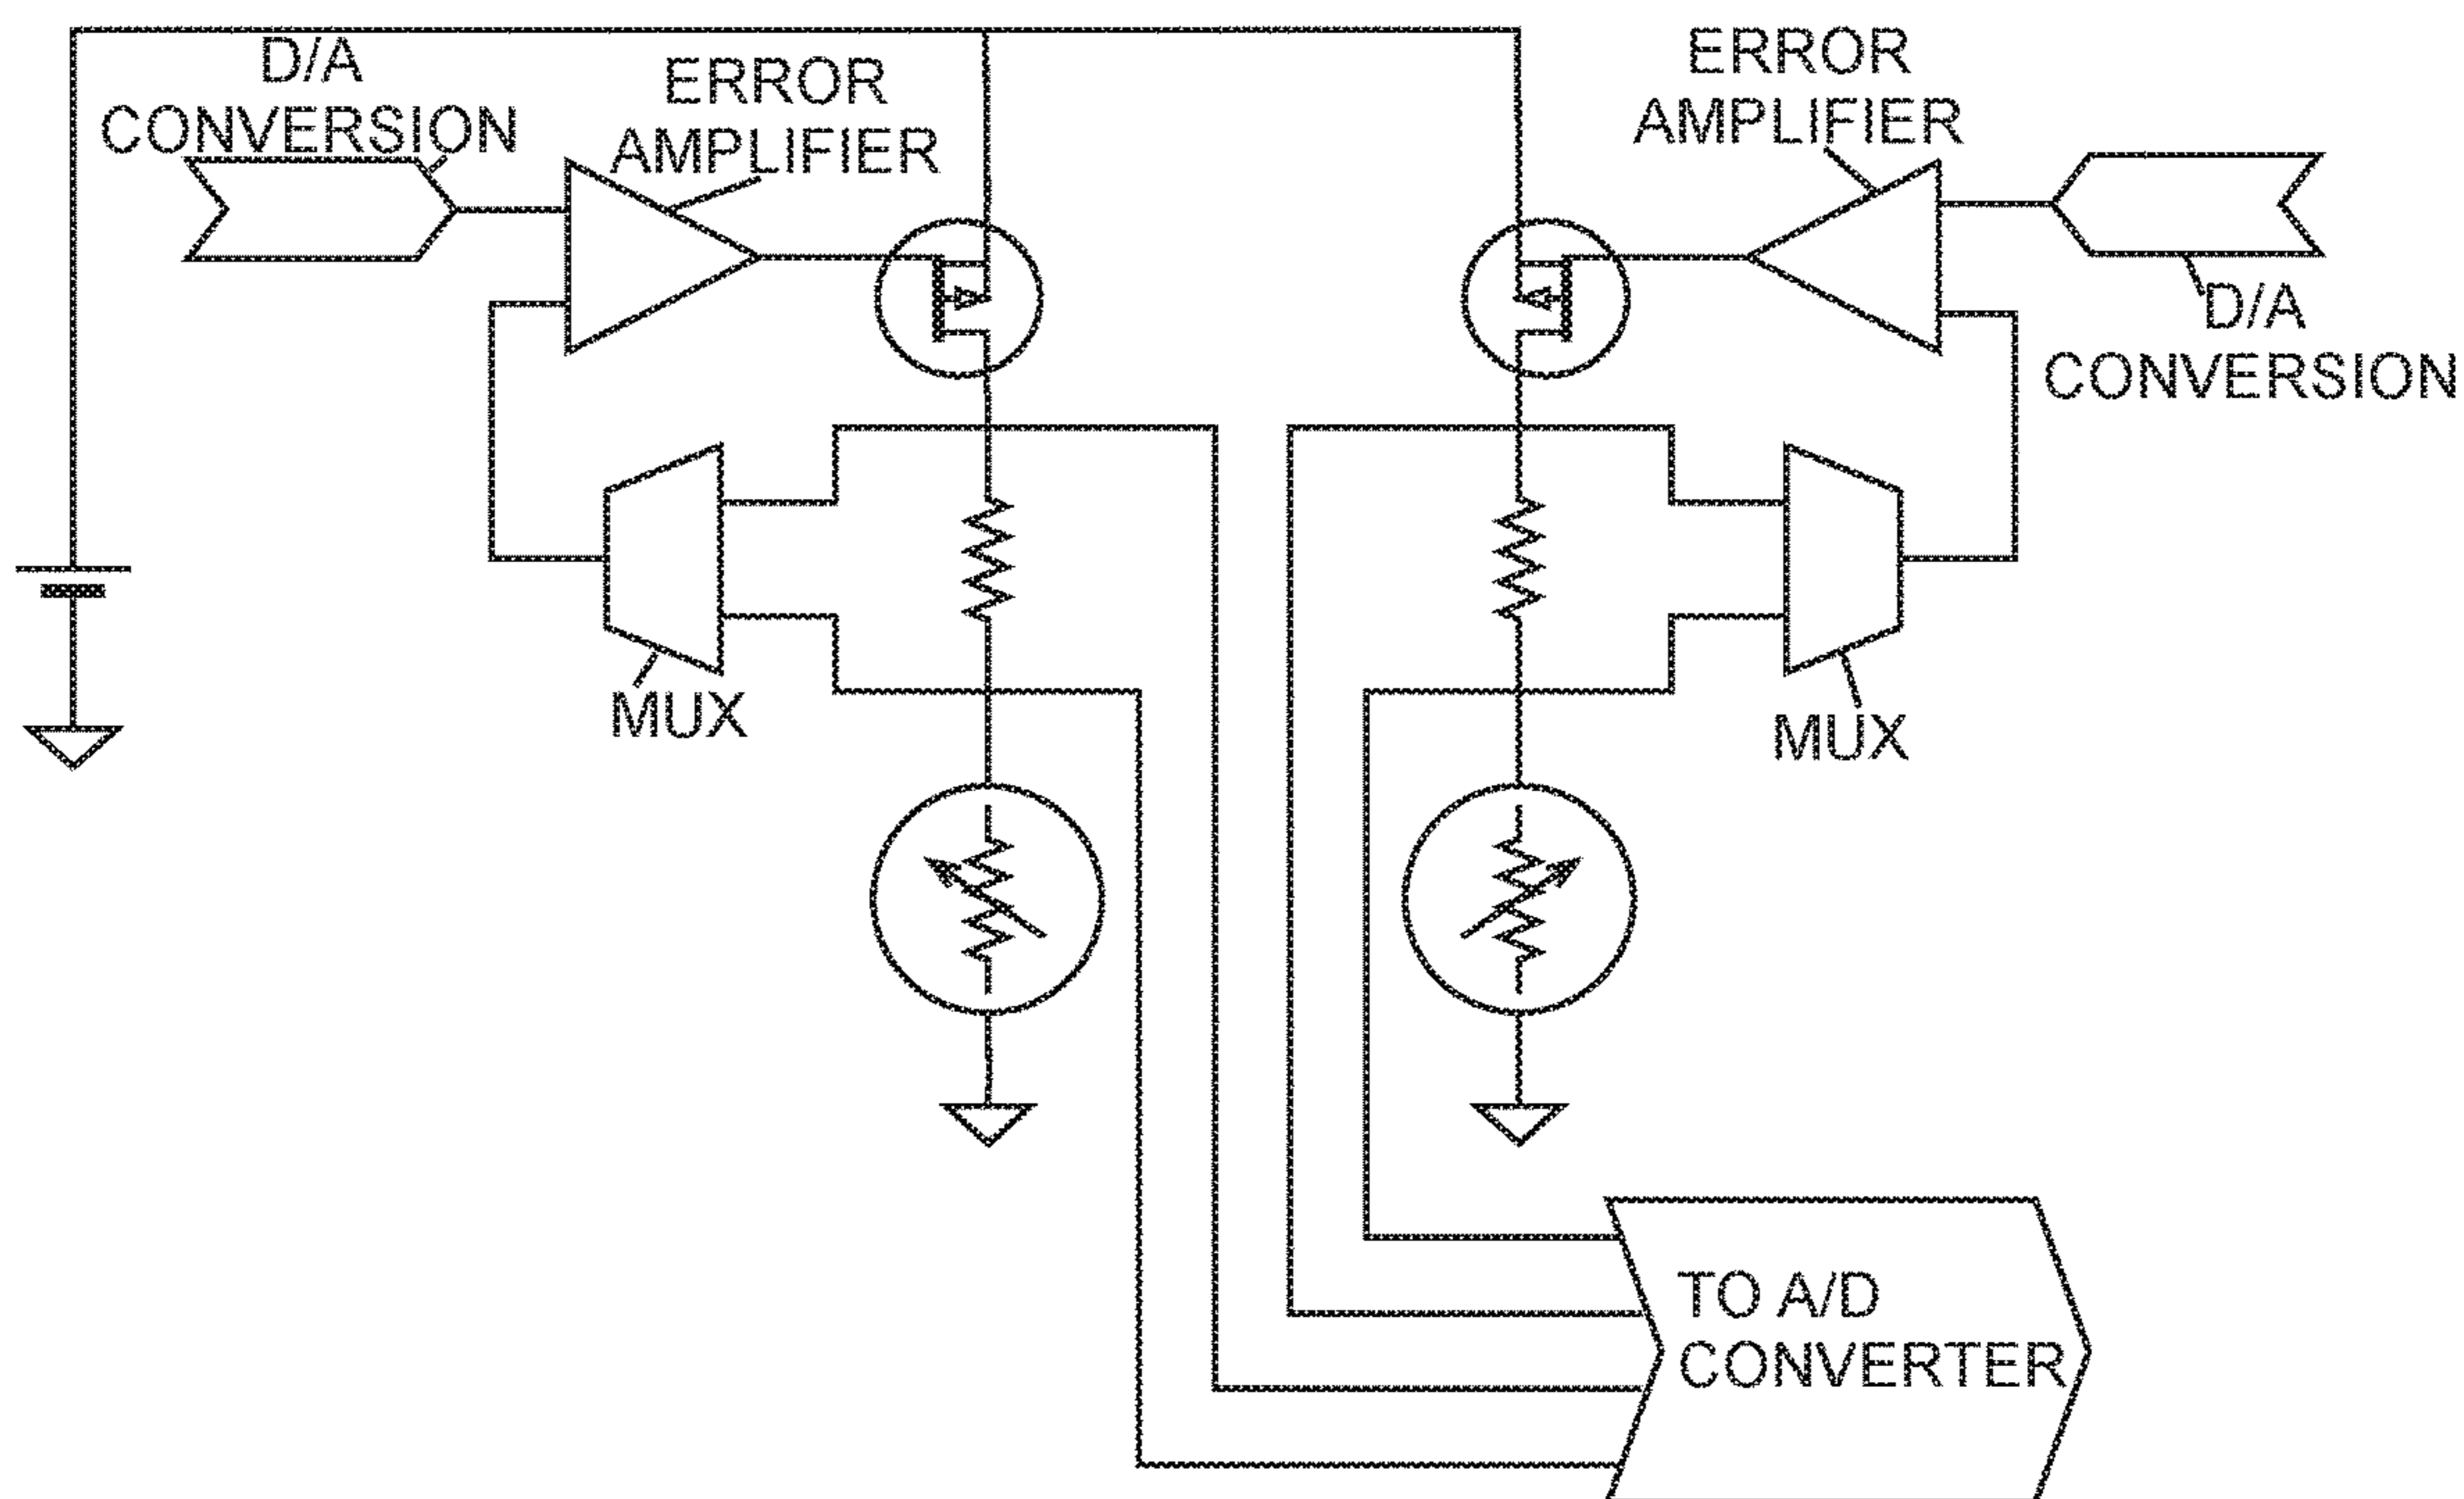 D/A
CONVERSION
ERROR
AMPLIFIER
ERROR
AMPLIFIER
D/A
CONVERSION
MUX
MUX
TO A/D
CONVERTER